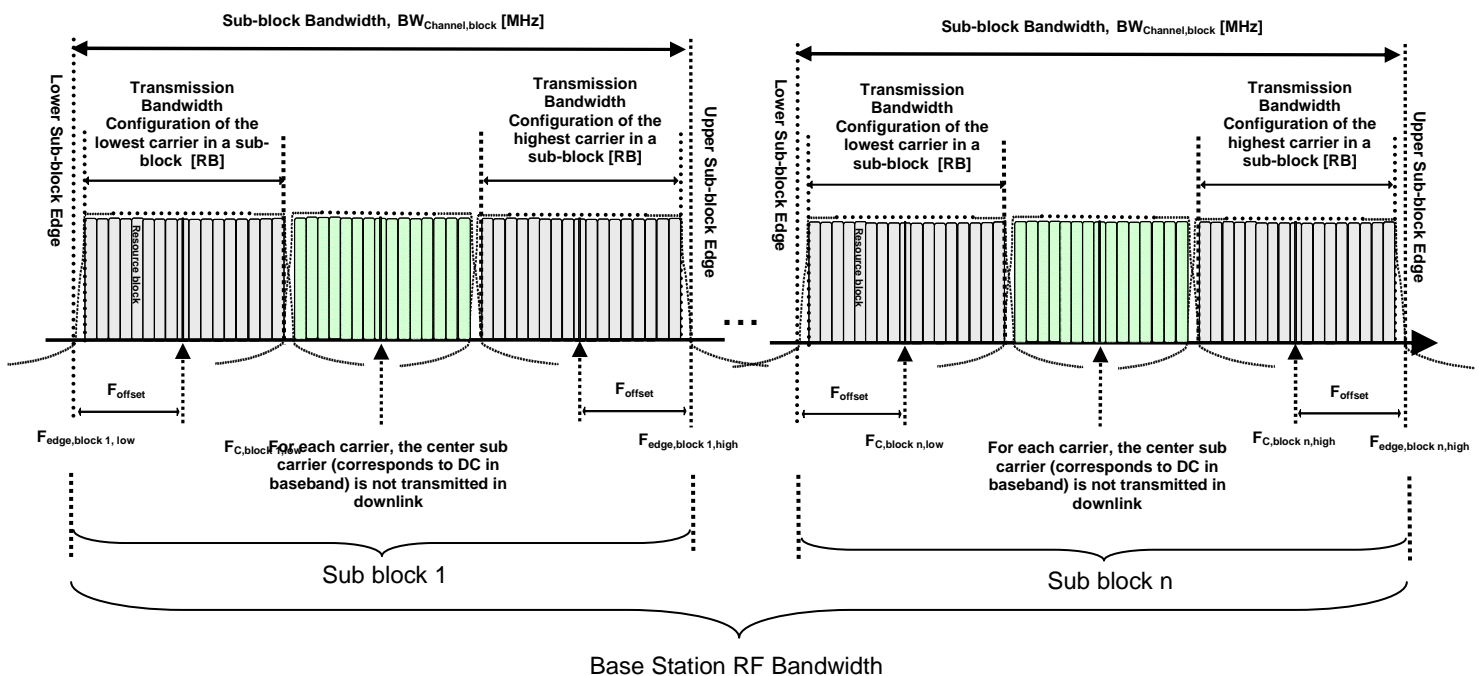 Sub-block Bandwidth, BWChannel,block [MHz]
Lower Sub-block Edge
Transmission
Bandwidth
Configuration of the
lowest carrier in a sub-
block [RB]
Transmission
Bandwidth
Configuration of the
highest carrier in a
sub-block [RB]
Upper Sub-block Edge
Resource block
Foffset
Foffset
Fedge,block 1, low
FC,block 1,low
Fedge,block 1,high
For each carrier, the center sub
carrier (corresponds to DC in
baseband) is not transmitted in
downlink
Sub block 1
...
Sub-block Bandwidth, BWChannel,block [MHz]
Lower Sub-block Edge
Transmission
Bandwidth
Configuration of the
lowest carrier in a
sub-block [RB]
Transmission
Bandwidth
Configuration of the
highest carrier in a
sub-block [RB]
Upper Sub-block Edge
Resource block
Foffset
Foffset
FC,block n,low
FC,block n,high
Fedge,block n,high
For each carrier, the center sub
carrier (corresponds to DC in
baseband) is not transmitted in
downlink
Sub block n
Base Station RF Bandwidth